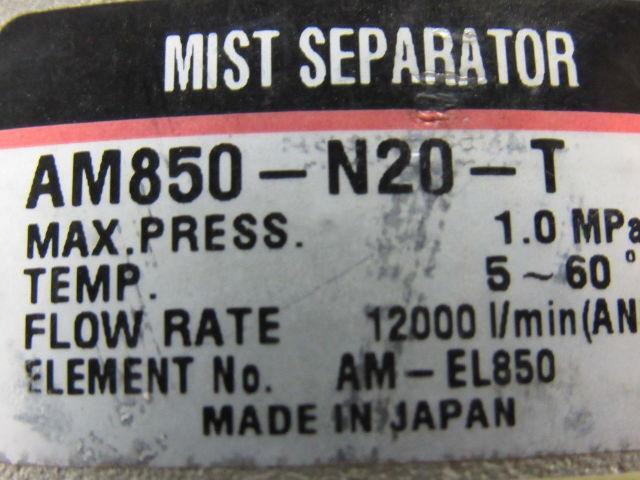 MIST SEPARATOR
AM850-N20-T
MAX.PRESS. 1.0 MPa
TEMP. 5~60°
FLOW RATE 12000 l/min(AN
ELEMENT No. AM-EL850
MADE IN JAPAN